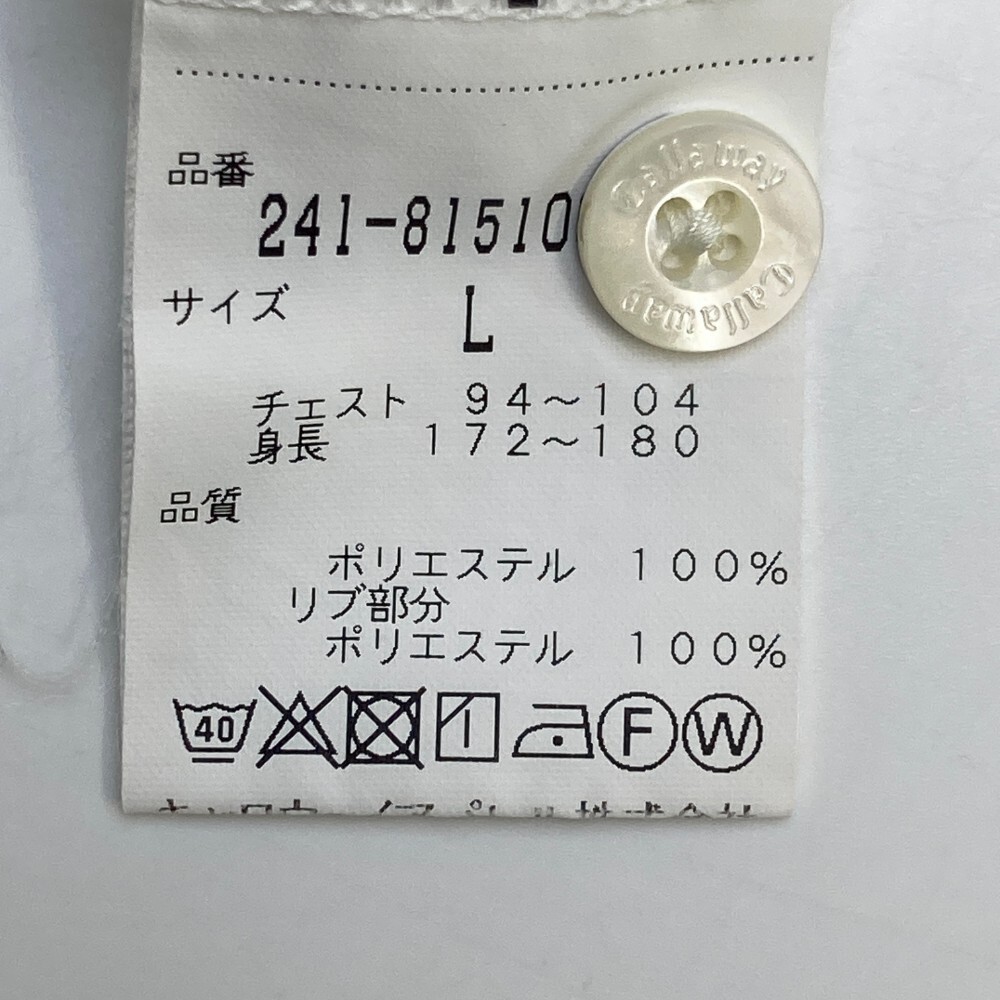 品番
241-81510
Callaway
Callaway
サイズ L
チェスト 94～104
身長 172～180
品質
ポリエステル 100%
リブ部分
ポリエステル 100%
40
F W